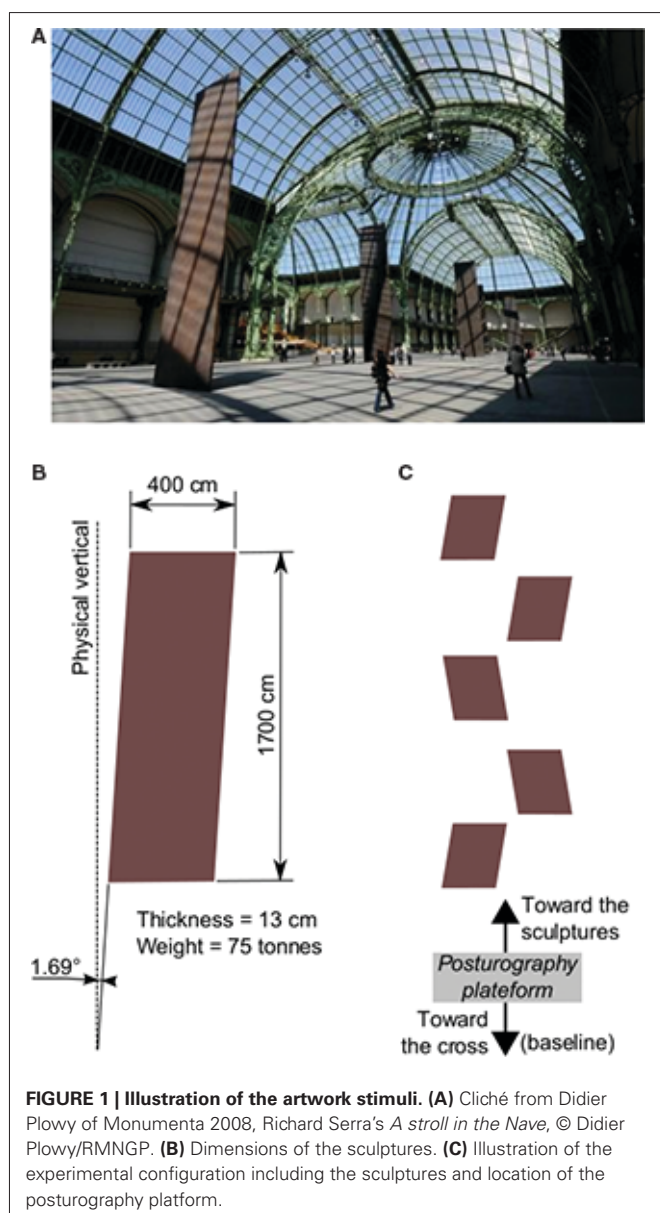 A
B
400 cm
Physical vertical
1700 cm
Thickness = 13 cm
Weight = 75 tonnes
1.69°
C
Toward the
sculptures
Posturography
plateform
Toward
the cross
(baseline)
FIGURE 1 | Illustration of the artwork stimuli. (A) Cliché from Didier
Plowy of Monumenta 2008, Richard Serra's A stroll in the Nave, © Didier
Plowy/RMNGP. (B) Dimensions of the sculptures. (C) Illustration of the
experimental configuration including the sculptures and location of the
posturography platform.